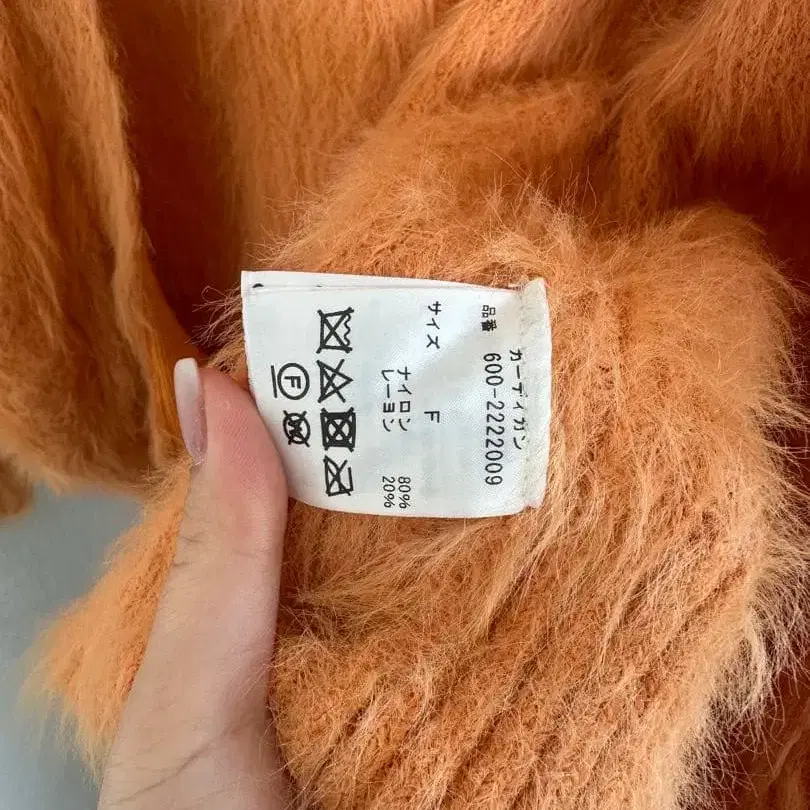 カーディガン
品番 600-2222009
サイズ F
ナイロン 80%
レーヨン 20%
F
W